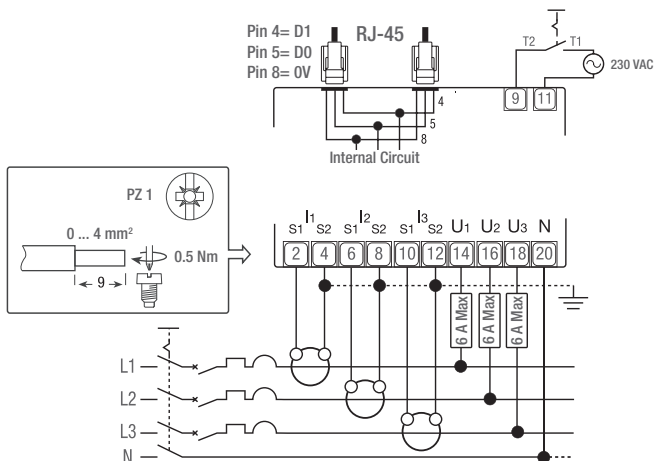 Pin 4= D1
Pin 5= D0
Pin 8= 0V
RJ-45
T2
T1
230 VAC
9
11
4
5
8
Internal Circuit
PZ 1
0 ... 4 mm²
0.5 Nm
9
I1 I2 I3
S1 S2 S1 S2 S1 S2 U1 U2 U3 N
2 4 6 8 10 12 14 16 18 20
6 A Max
6 A Max
6 A Max
L1
L2
L3
N